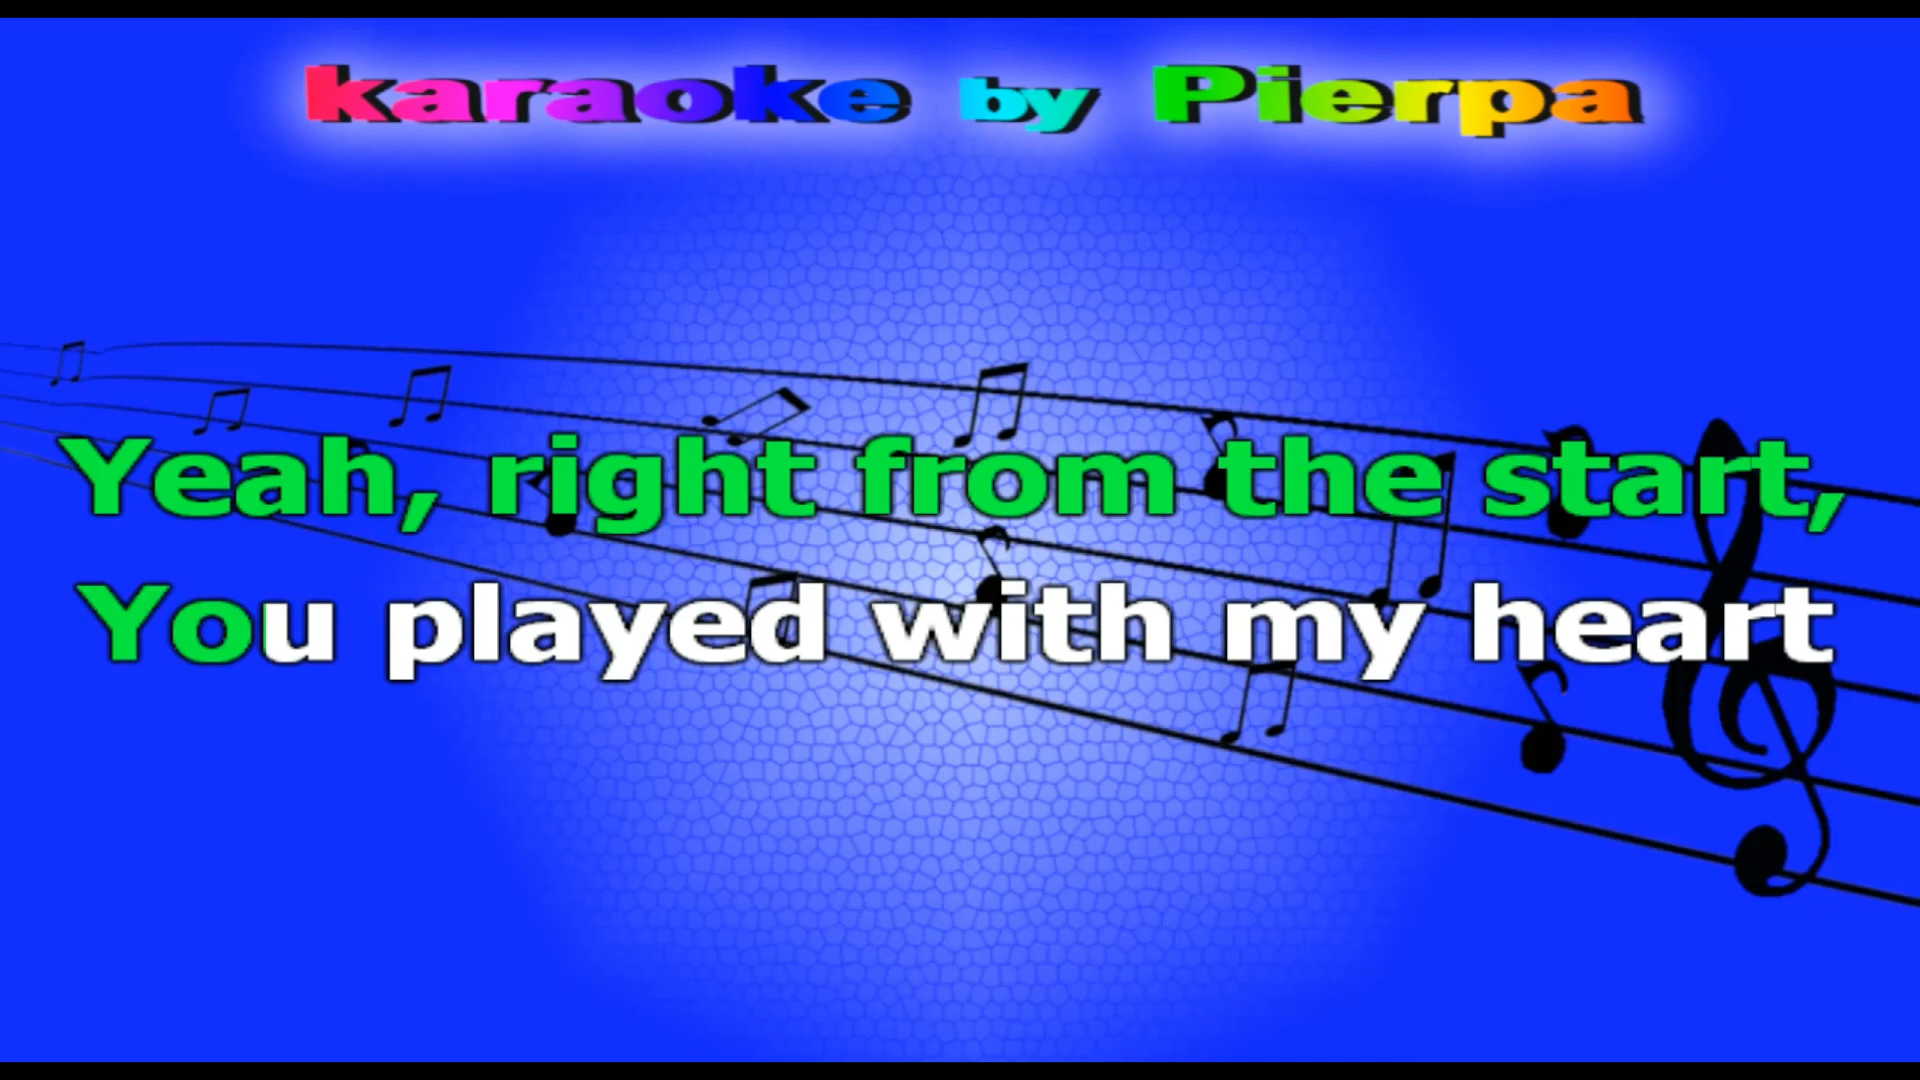 karaoke by Pierpa
Yeah, right from the start,
You played with my heart